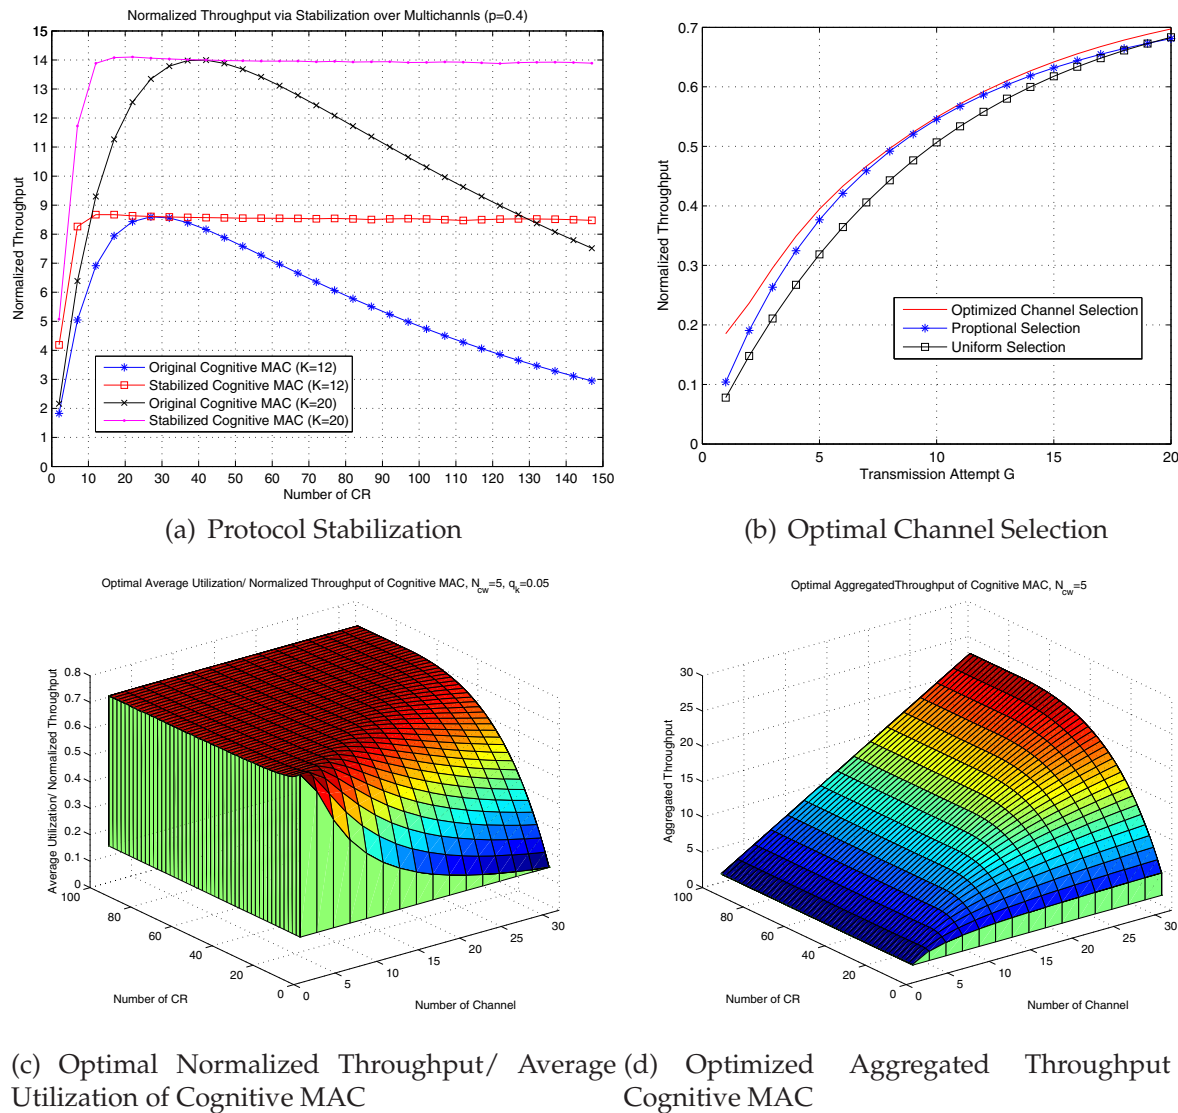 Normalized Throughput via Stabilization over Multichannls (p=0.4)
15
14
13
12
11
10
9
8
7
6
5
4
3
2
1
0
Normalized Throughput
0 10 20 30 40 50 60 70 80 90 100 110 120 130 140 150
Number of CR
Original Cognitive MAC (K=12)
Stabilized Cognitive MAC (K=12)
Original Cognitive MAC (K=20)
Stabilized Cognitive MAC (K=20)
(a) Protocol Stabilization
0.7
0.6
0.5
0.4
0.3
0.2
0.1
0
Normalized Throughput
0 5 10 15 20
Transmission Attempt G
Optimized Channel Selection
Proptional Selection
Uniform Selection
(b) Optimal Channel Selection
Optimal Average Utilization/ Normalized Throughput of Cognitive MAC, N_cw=5, q_k=0.05
0.8
0.7
0.6
0.5
0.4
0.3
0.2
0.1
0
Average Utilization/ Normalized Throughput
100 80 60 40 20 0
Number of CR
0 5 10 15 20 25 30
Number of Channel
(c) Optimal Normalized Throughput/ Average
Utilization of Cognitive MAC
Optimal AggregatedThroughput of Cognitive MAC, N_cw=5
30
25
20
15
10
5
0
Aggregated Throughput
100 80 60 40 20 0
Number of CR
0 5 10 15 20 25 30
Number of Channel
(d) Optimized Aggregated Throughput
Cognitive MAC